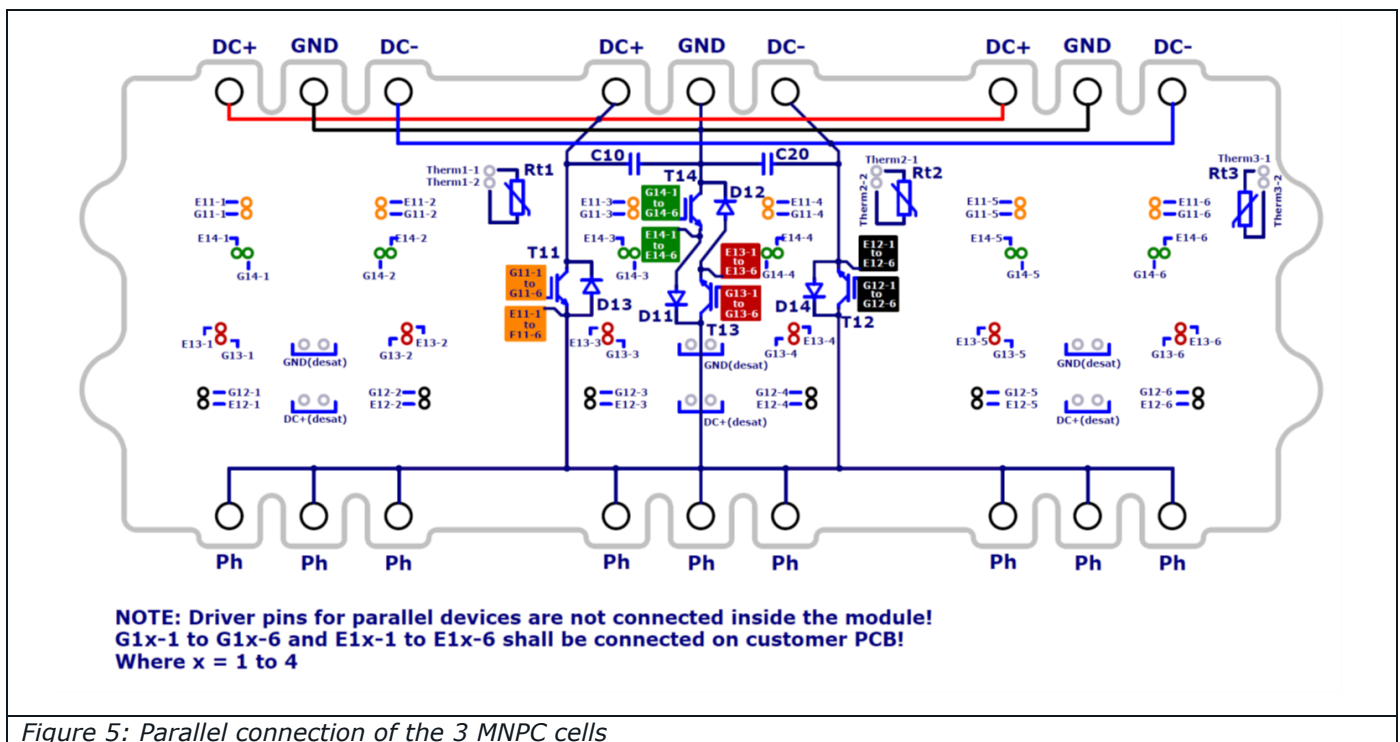 DC+ GND DC- DC+ GND DC- DC+ GND DC-
C10 C20
Therm1-1 Rt1 T14 Therm2-1 Rt2 Therm3-1
Therm1-2 D12 Therm2-2 Rt3 Therm3-2
G14-1
to
G14-6
E11-1 E11-2 E11-3 E11-4 E11-5 E11-6
G11-1 G11-2 G11-3 G11-4 G11-5 G11-6
E14-1
to
E14-6
E14-1 E14-2 E14-3 E14-4 E14-5 E14-6
G14-1 G14-2 G14-3 G14-4 G14-5 G14-6
E13-1
to
E13-6
E12-1
to
E12-6
T11
G11-1
to
G11-6
D13
G13-1
to
G13-6
G12-1
to
G12-6
D14
E11-1
to
E11-6
D11 T13 T12
E13-1 E13-2 E13-3 E13-4 E13-5 E13-6
G13-1 G13-2 G13-3 G13-4 G13-5 G13-6
GND(desat) GND(desat) GND(desat)
G12-1 G12-2 G12-3 G12-4 G12-5 G12-6
E12-1 E12-2 E12-3 E12-4 E12-5 E12-6
DC+(desat) DC+(desat) DC+(desat)
Ph Ph Ph Ph Ph Ph Ph Ph Ph
NOTE: Driver pins for parallel devices are not connected inside the module!
G1x-1 to G1x-6 and E1x-1 to E1x-6 shall be connected on customer PCB!
Where x = 1 to 4
Figure 5: Parallel connection of the 3 MNPC cells